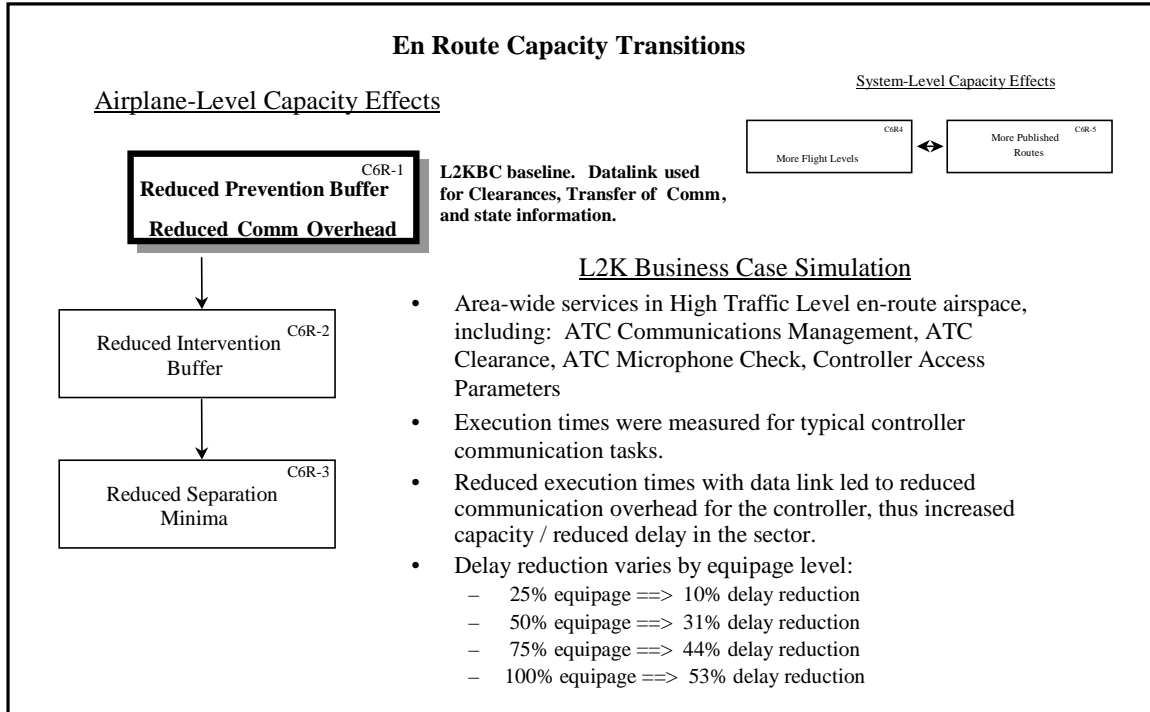 En Route Capacity Transitions
Airplane-Level Capacity Effects
System-Level Capacity Effects
C6R4
More Flight Levels
C6R-5
More Published
Routes
C6R-1
Reduced Prevention Buffer
Reduced Comm Overhead
L2KBC baseline. Datalink used
for Clearances, Transfer of Comm,
and state information.
C6R-2
Reduced Intervention
Buffer
C6R-3
Reduced Separation
Minima
L2K Business Case Simulation
• Area-wide services in High Traffic Level en-route airspace,
including: ATC Communications Management, ATC
Clearance, ATC Microphone Check, Controller Access
Parameters
• Execution times were measured for typical controller
communication tasks.
• Reduced execution times with data link led to reduced
communication overhead for the controller, thus increased
capacity / reduced delay in the sector.
• Delay reduction varies by equipage level:
– 25% equipage ==> 10% delay reduction
– 50% equipage ==> 31% delay reduction
– 75% equipage ==> 44% delay reduction
– 100% equipage ==> 53% delay reduction